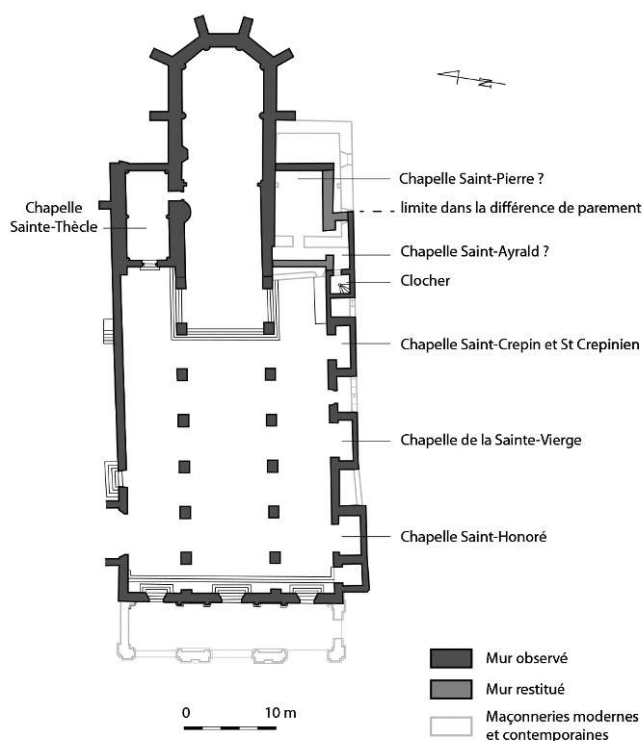 N
Chapelle Saint-Pierre ?
limite dans la différence de parement
Chapelle
Sainte-Thècle
Chapelle Saint-Ayrald ?
Clocher
Chapelle Saint-Crepin et St Crepinien
Chapelle de la Sainte-Vierge
Chapelle Saint-Honoré
Mur observé
Mur restitué
Maçonneries modernes
et contemporaines
0 10 m